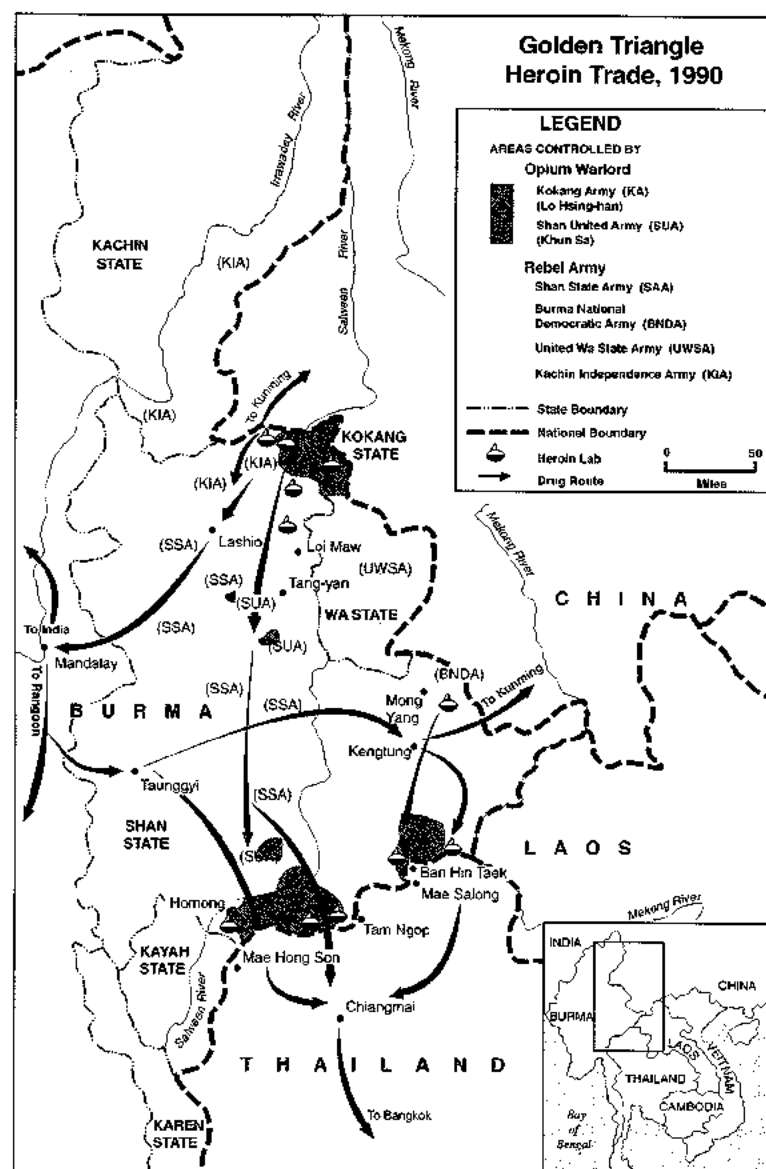 Golden Triangle
Heroin Trade, 1990
LEGEND
AREAS CONTROLLED BY
Opium Warlord
Kokang Army (KA)
(Lo Hsing-han)
Shan United Army (SUA)
(Khun Sa)
Rebel Army
Shan State Army (SAA)
Burma National
Democratic Army (BNDA)
United Wa State Army (UWSA)
Kachin Independence Army (KIA)
State Boundary
National Boundary
Heroin Lab
Drug Route
0 50
Miles
Mekong
River
Irrawadey River
Salween River
KACHIN
STATE
(KIA)
(KIA)
To Kunming
KOKANG
STATE
(KIA)
(KIA)
Lashio
(SSA)
Loi Maw
(UWSA)
(SSA)
Tang-yan
(SUA)
WA STATE
Mekong River
CHINA
To India
(SSA)
(SUA)
Mandalay
To Rangoon
(SSA)
(BNDA)
(SSA)
Mong
Yang
To Kunming
BURMA
Kengtung
Taunggyi
(SSA)
SHAN
STATE
LAOS
Ban Hin Taek
Mae Salong
Homong
Tam Ngop
Mekong River
KAYAH
STATE
Mae Hong Son
Salween River
Chiangmai
THAILAND
To Bangkok
KAREN
STATE
INDIA
CHINA
BURMA
LAOS
VEITNAM
THAILAND
CAMBODIA
Bay
of
Bengal